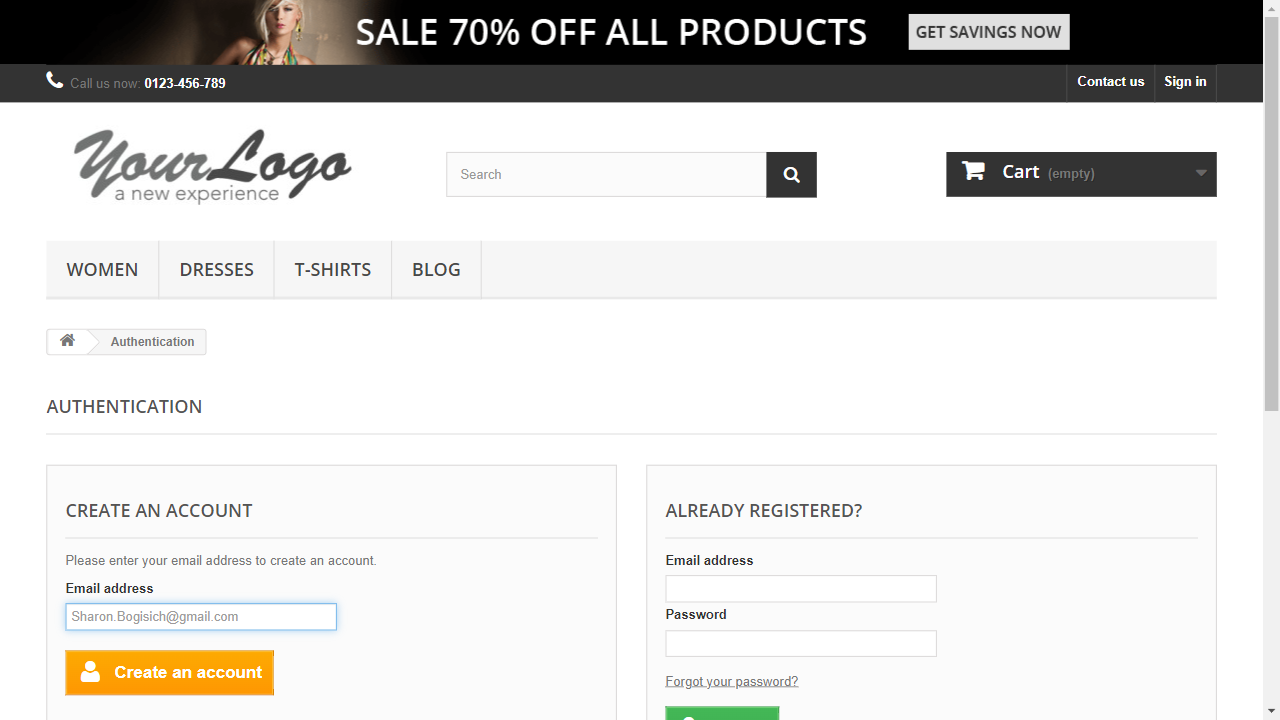 SALE 70% OFF ALL PRODUCTS GET SAVINGS NOW
Call us now: 0123-456-789 Contact us Sign in
Your Logo
a new experience
Search
Cart (empty)
WOMEN DRESSES T-SHIRTS BLOG
Authentication
AUTHENTICATION
CREATE AN ACCOUNT
Please enter your email address to create an account.
Email address
Sharon.Bogisich@gmail.com
Create an account
ALREADY REGISTERED?
Email address
Password
Forgot your password?